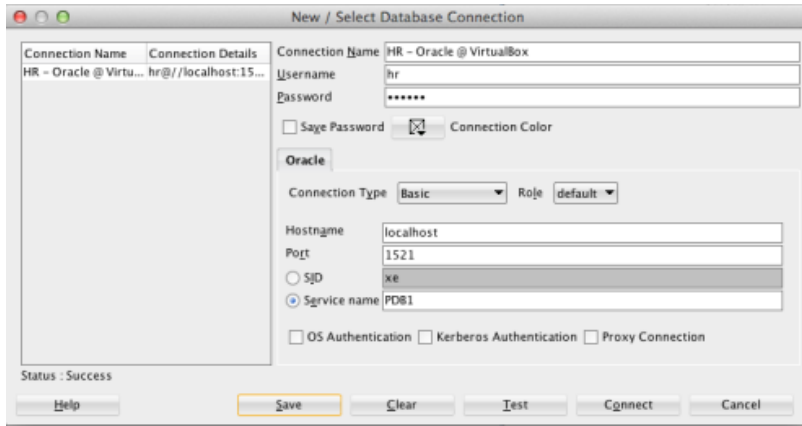 New / Select Database Connection
Connection Name Connection Details
HR - Oracle @ Virtu... hr@//localhost:15...
Connection Name HR - Oracle @ VirtualBox
Username hr
Password ••••••
Save Password Connection Color
Oracle
Connection Type Basic Role default
Hostname localhost
Port 1521
SID xe
Service name PDB1
OS Authentication Kerberos Authentication Proxy Connection
Status : Success
Help Save Clear Test Connect Cancel